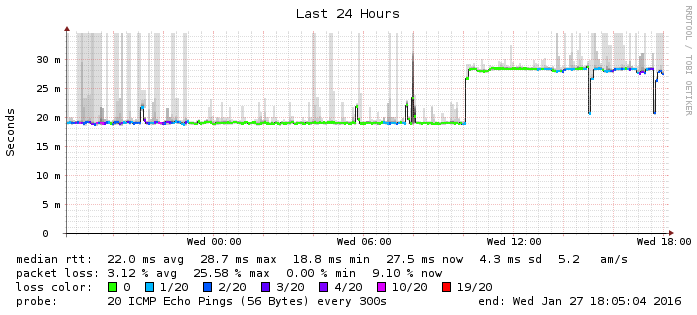 Last 24 Hours
RRDTOOL / TOBI OETIKER
Seconds
30 m
25 m
20 m
15 m
10 m
5 m
0
Wed 00:00 Wed 06:00 Wed 12:00 Wed 18:00
median rtt: 22.0 ms avg 28.7 ms max 18.8 ms min 27.5 ms now 4.3 ms sd 5.2 am/s
packet loss: 3.12 % avg 25.58 % max 0.00 % min 9.10 % now
loss color: 0 1/20 2/20 3/20 4/20 10/20 19/20
probe: 20 ICMP Echo Pings (56 Bytes) every 300s end: Wed Jan 27 18:05:04 2016